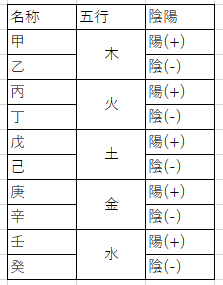 名称 五行 陰陽
甲 木 陽(+)
乙 陰(-)
丙 火 陽(+)
丁 陰(-)
戊 土 陽(+)
己 陰(-)
庚 金 陽(+)
辛 陰(-)
壬 水 陽(+)
癸 陰(-)